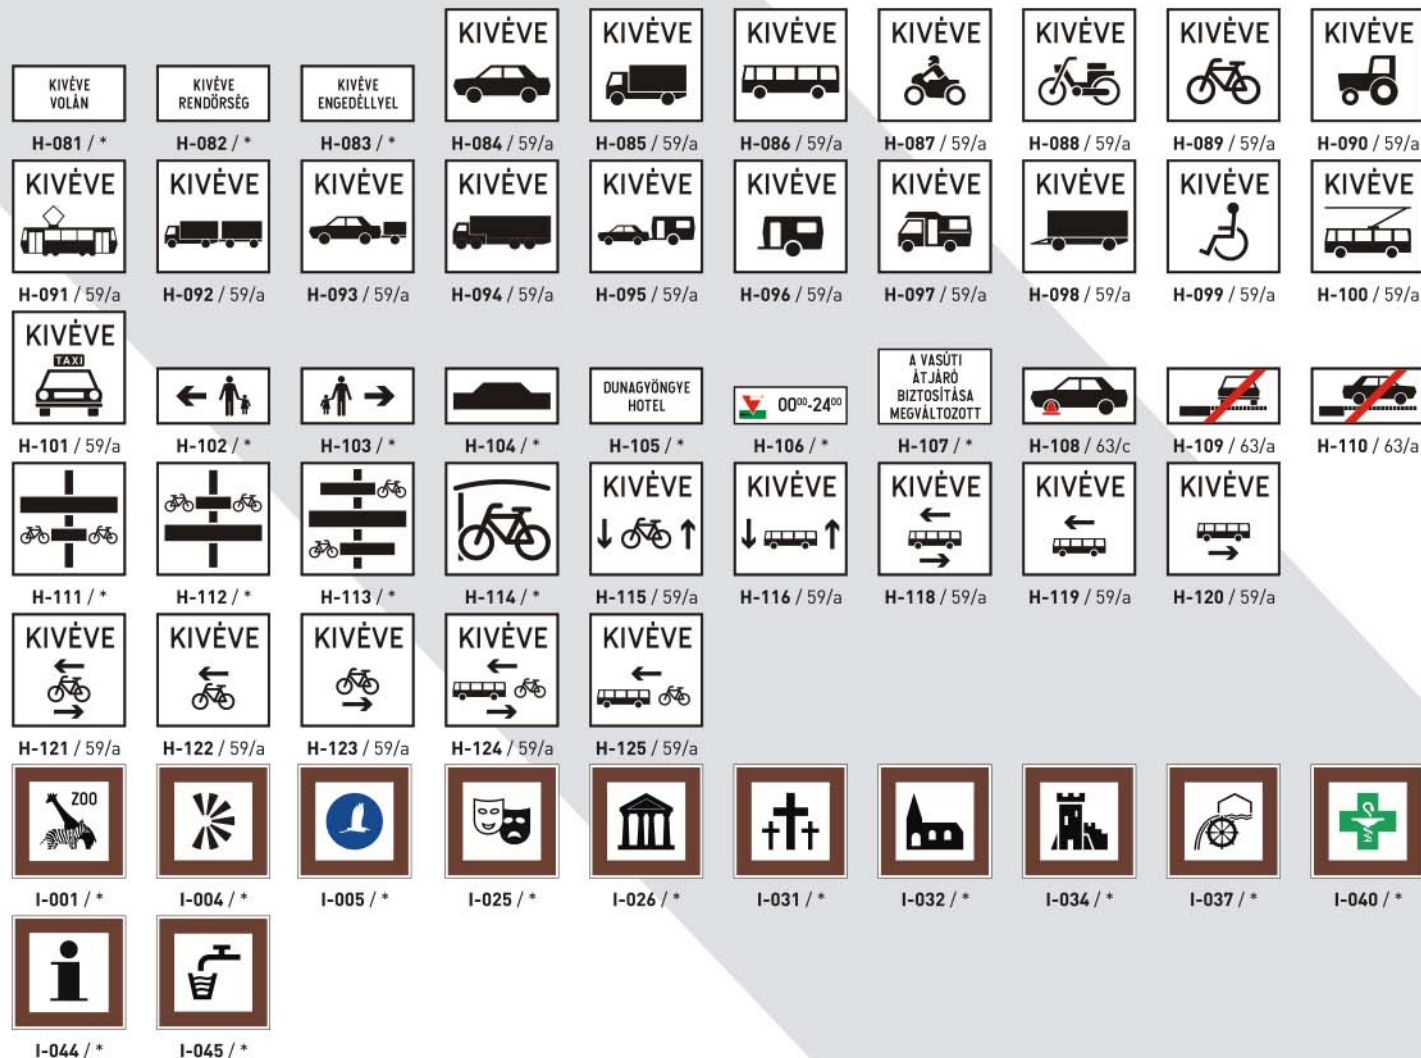 KIVÉVE KIVÉVE KIVÉVE KIVÉVE KIVÉVE KIVÉVE KIVÉVE
KIVÉVE
VOLÁN
KIVÉVE
RENDŐRSÉG
KIVÉVE
ENGEDÉLLYEL
H-081 / * H-082 / * H-083 / * H-084 / 59/a H-085 / 59/a H-086 / 59/a H-087 / 59/a H-088 / 59/a H-089 / 59/a H-090 / 59/a
KIVÉVE KIVÉVE KIVÉVE KIVÉVE KIVÉVE KIVÉVE KIVÉVE KIVÉVE KIVÉVE KIVÉVE
H-091 / 59/a H-092 / 59/a H-093 / 59/a H-094 / 59/a H-095 / 59/a H-096 / 59/a H-097 / 59/a H-098 / 59/a H-099 / 59/a H-100 / 59/a
KIVÉVE
TAXI
DUNAGYÖNGYE
HOTEL
00⁰⁰-24⁰⁰
A VASÚTI
ÁTJÁRÓ
BIZTOSÍTÁSA
MEGVÁLTOZOTT
H-101 / 59/a H-102 / * H-103 / * H-104 / * H-105 / * H-106 / * H-107 / * H-108 / 63/c H-109 / 63/a H-110 / 63/a
KIVÉVE KIVÉVE KIVÉVE KIVÉVE KIVÉVE
H-111 / * H-112 / * H-113 / * H-114 / * H-115 / 59/a H-116 / 59/a H-118 / 59/a H-119 / 59/a H-120 / 59/a
KIVÉVE KIVÉVE KIVÉVE KIVÉVE KIVÉVE
H-121 / 59/a H-122 / 59/a H-123 / 59/a H-124 / 59/a H-125 / 59/a
ZOO
I-001 / * I-004 / * I-005 / * I-025 / * I-026 / * I-031 / * I-032 / * I-034 / * I-037 / * I-040 / *
I-044 / * I-045 / *